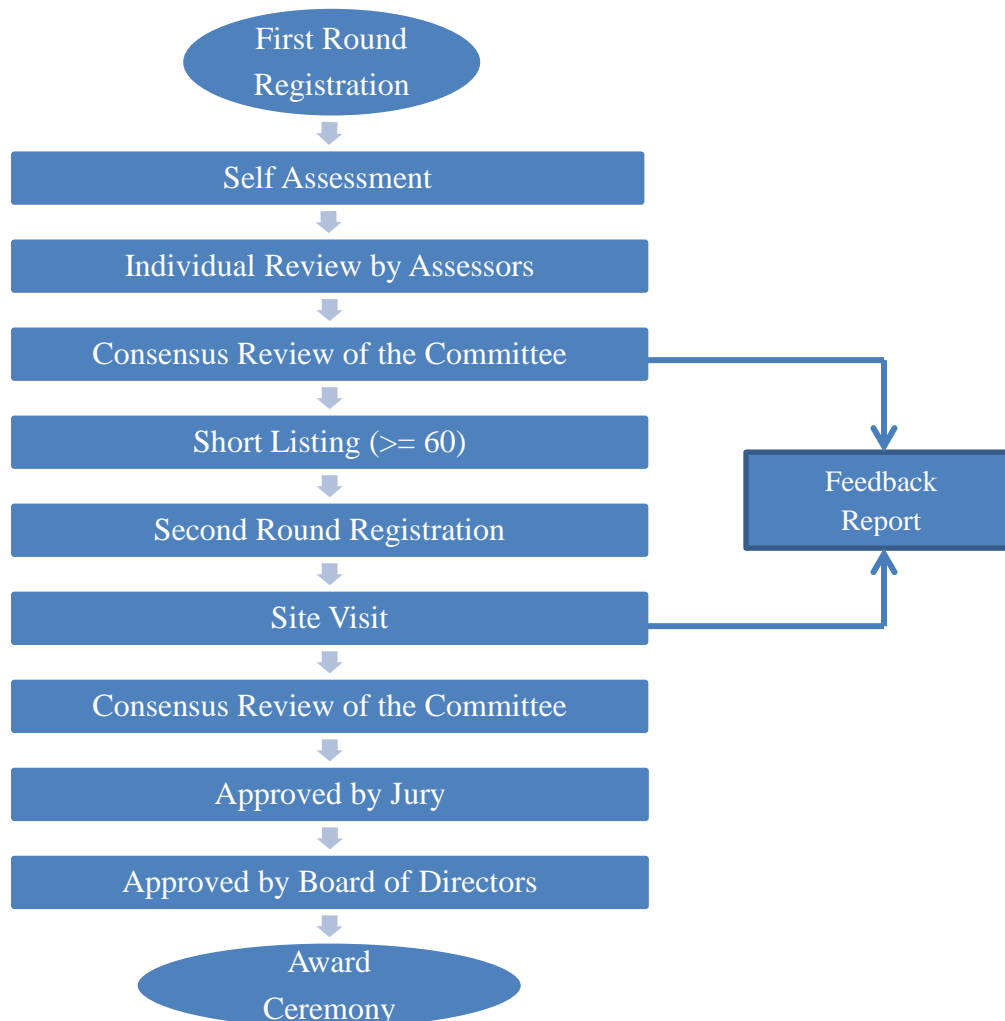 First Round
Registration
Self Assessment
Individual Review by Assessors
Consensus Review of the Committee
Short Listing (>= 60)
Second Round Registration
Site Visit
Consensus Review of the Committee
Approved by Jury
Approved by Board of Directors
Award
Ceremony
Feedback
Report